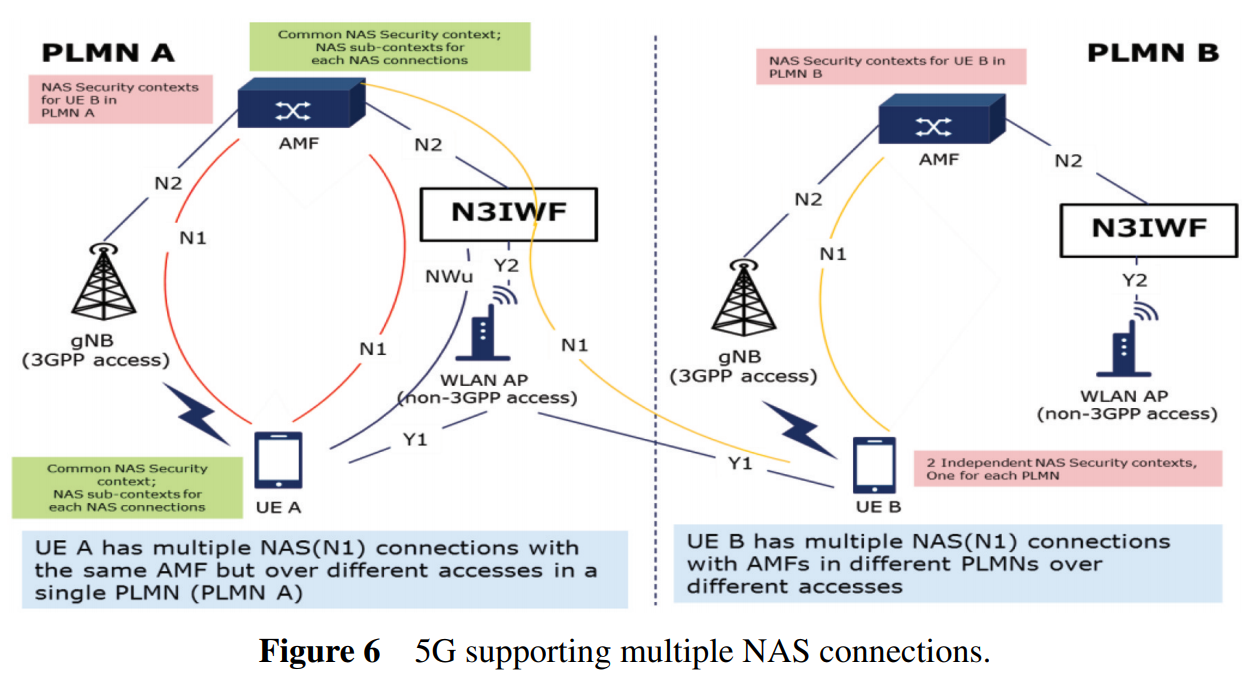 PLMN A
Common NAS Security context;
NAS sub-contexts for
each NAS connections
NAS Security contexts
for UE B in
PLMN A
AMF
N2
N2
N1
N3IWF
NWu
Y2
gNB
(3GPP access)
N1
N1
WLAN AP
(non-3GPP access)
Y1
Common NAS Security
context;
NAS sub-contexts for
each NAS connections
UE A
UE A has multiple NAS(N1) connections with
the same AMF but over different accesses in a
single PLMN (PLMN A)
PLMN B
NAS Security contexts for UE B in
PLMN B
AMF
N2
N2
N1
N3IWF
Y2
gNB
(3GPP access)
WLAN AP
(non-3GPP access)
Y1
2 Independent NAS Security contexts,
One for each PLMN
UE B
UE B has multiple NAS(N1) connections
with AMFs in different PLMNs over
different accesses
Figure 6 5G supporting multiple NAS connections.